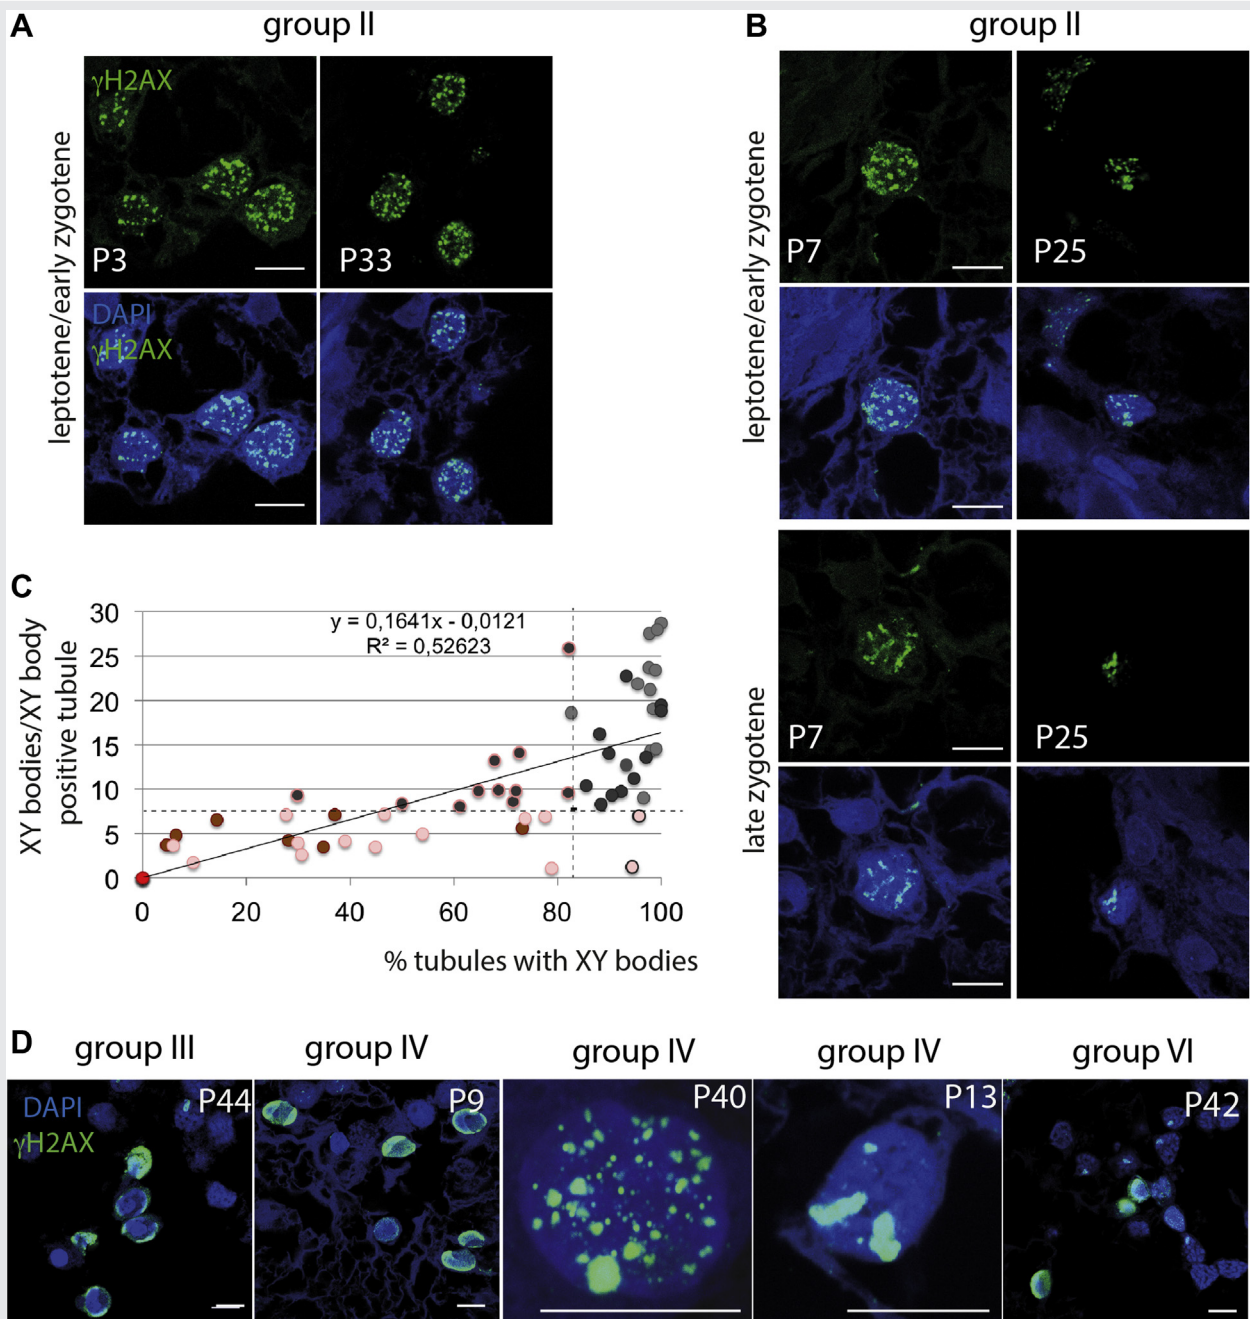 A
group II
γH2AX
P3
P33
DAPI
γH2AX
leptotene/early zygotene
B
group II
P7
P25
leptotene/early zygotene
P7
P25
late zygotene
C
y = 0,1641x - 0,0121
R² = 0,52623
XY bodies/XY body
positive tubule
30
25
20
15
10
5
0
0 20 40 60 80 100
% tubules with XY bodies
D
group III
group IV
group IV
group IV
group VI
DAPI
γH2AX
P44
P9
P40
P13
P42